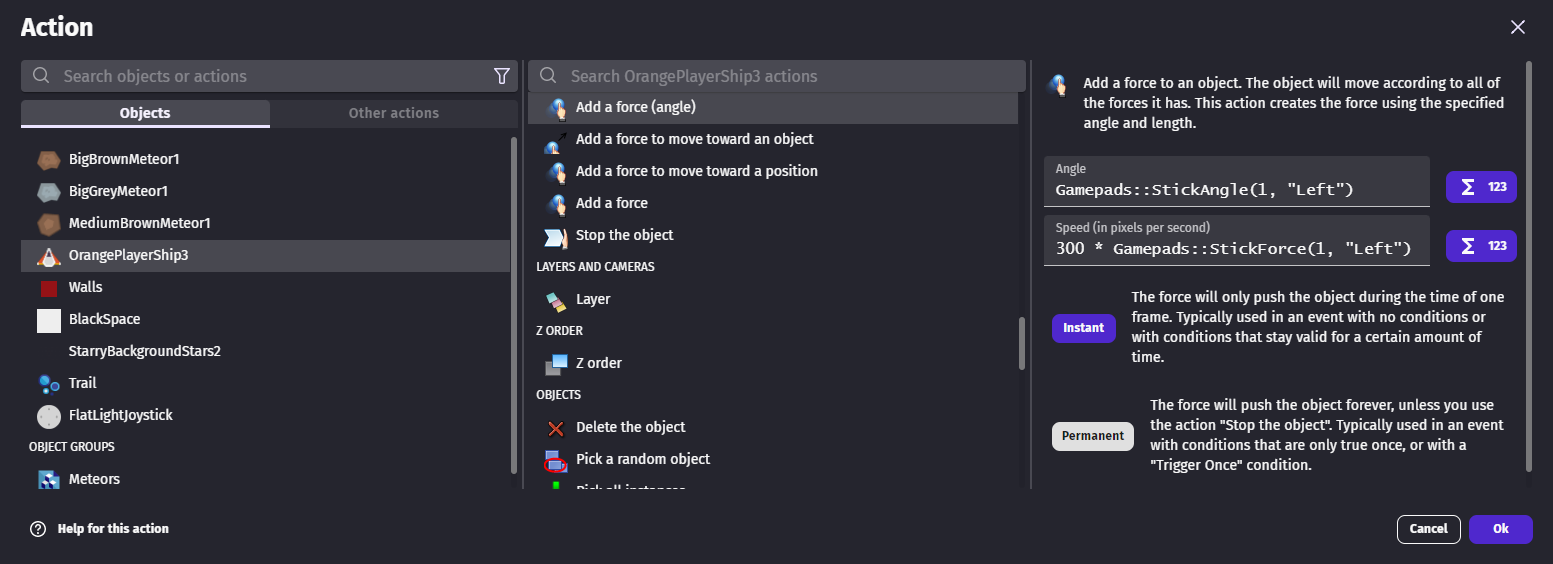 Action
Search objects or actions
Objects
Other actions
BigBrownMeteor1
BigGreyMeteor1
MediumBrownMeteor1
OrangePlayerShip3
Walls
BlackSpace
StarryBackgroundStars2
Trail
FlatLightJoystick
OBJECT GROUPS
Meteors
Search OrangePlayerShip3 actions
Add a force (angle)
Add a force to move toward an object
Add a force to move toward a position
Add a force
Stop the object
LAYERS AND CAMERAS
Layer
Z ORDER
Z order
OBJECTS
Delete the object
Pick a random object
Pick all instances
Add a force to an object. The object will move according to all of
the forces it has. This action creates the force using the specified
angle and length.
Angle
Gamepads::StickAngle(1, "Left")
Σ 123
Speed (in pixels per second)
300 * Gamepads::StickForce(1, "Left")
Σ 123
Instant
The force will only push the object during the time of one
frame. Typically used in an event with no conditions or
with conditions that stay valid for a certain amount of
time.
Permanent
The force will push the object forever, unless you use
the action "Stop the object". Typically used in an event
with conditions that are only true once, or with a
"Trigger Once" condition.
Help for this action
Cancel
Ok